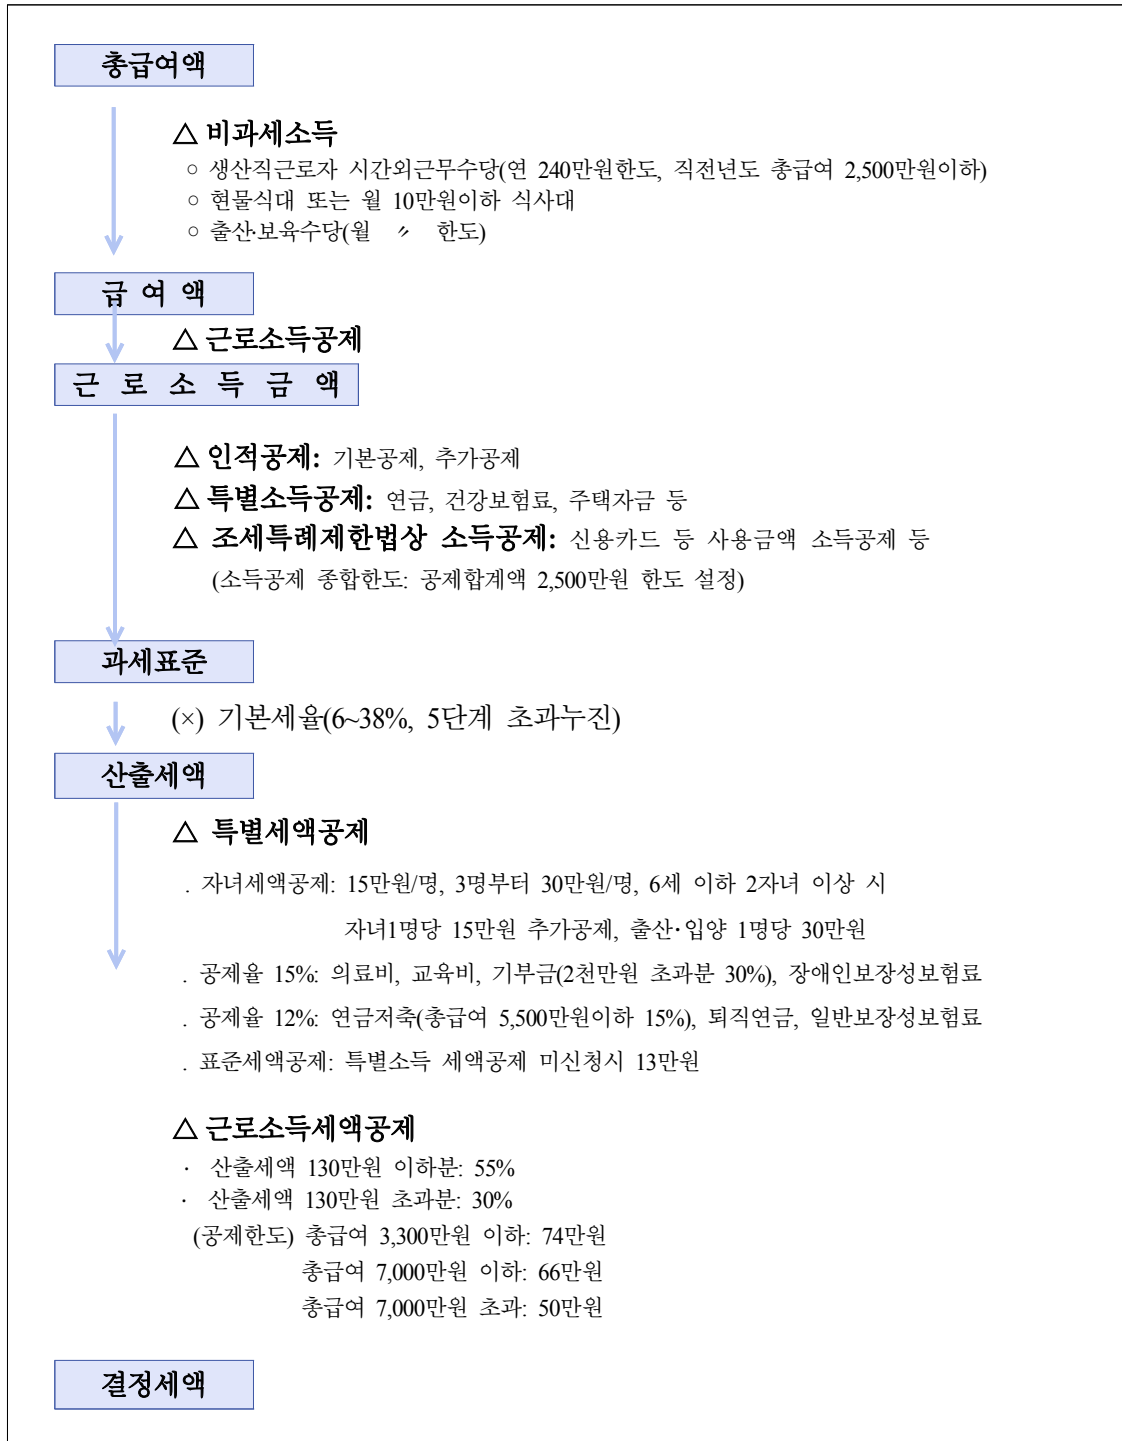 총급여액
△ 비과세소득
○ 생산직근로자 시간외근무수당(연 240만원한도, 직전년도 총급여 2,500만원이하)
○ 현물식대 또는 월 10만원이하 식사대
○ 출산·보육수당(월 〃 한도)
급 여 액
△ 근로소득공제
근 로 소 득 금 액
△ 인적공제: 기본공제, 추가공제
△ 특별소득공제: 연금, 건강보험료, 주택자금 등
△ 조세특례제한법상 소득공제: 신용카드 등 사용금액 소득공제 등
(소득공제 종합한도: 공제합계액 2,500만원 한도 설정)
과세표준
(×) 기본세율(6~38%, 5단계 초과누진)
산출세액
△ 특별세액공제
. 자녀세액공제: 15만원/명, 3명부터 30만원/명, 6세 이하 2자녀 이상 시
자녀1명당 15만원 추가공제, 출산·입양 1명당 30만원
. 공제율 15%: 의료비, 교육비, 기부금(2천만원 초과분 30%), 장애인보장성보험료
. 공제율 12%: 연금저축(총급여 5,500만원이하 15%), 퇴직연금, 일반보장성보험료
. 표준세액공제: 특별소득 세액공제 미신청시 13만원
△ 근로소득세액공제
· 산출세액 130만원 이하분: 55%
· 산출세액 130만원 초과분: 30%
(공제한도) 총급여 3,300만원 이하: 74만원
총급여 7,000만원 이하: 66만원
총급여 7,000만원 초과: 50만원
결정세액